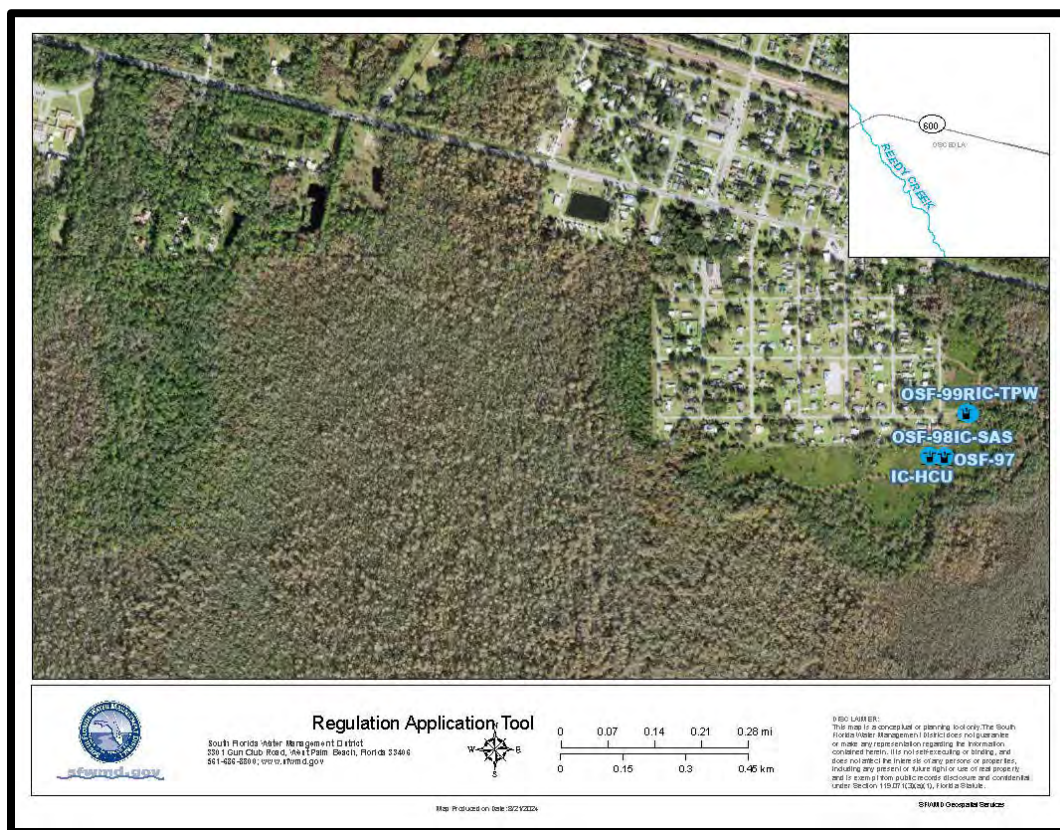 600
OSCEOLA
REEDY CREEK
OSF-99RIC-TPW
OSF-98IC-SAS
OSF-97
IC-HCU
sfwmd.gov
Regulation Application Tool
South Florida Water Management District
3301 Gun Club Road, West Palm Beach, Florida 33406
561-686-8800; www.sfwmd.gov
N
W E
S
0 0.07 0.14 0.21 0.28 mi
0 0.15 0.3 0.45 km
DISCLAIMER:
This map is a conceptual or planning tool only. The South
Florida Water Management District does not guarantee
or make any representation regarding the information
contained herein. It is not self-executing or binding, and
does not affect the interests of any persons or properties,
including any present or future right or use of real property
and is exempt from public records disclosure and confidential
under Section 119.071(3)(a)(1), Florida Statute.
Map Produced on Date: 8/21/2024
SFWMD Geospatial Services